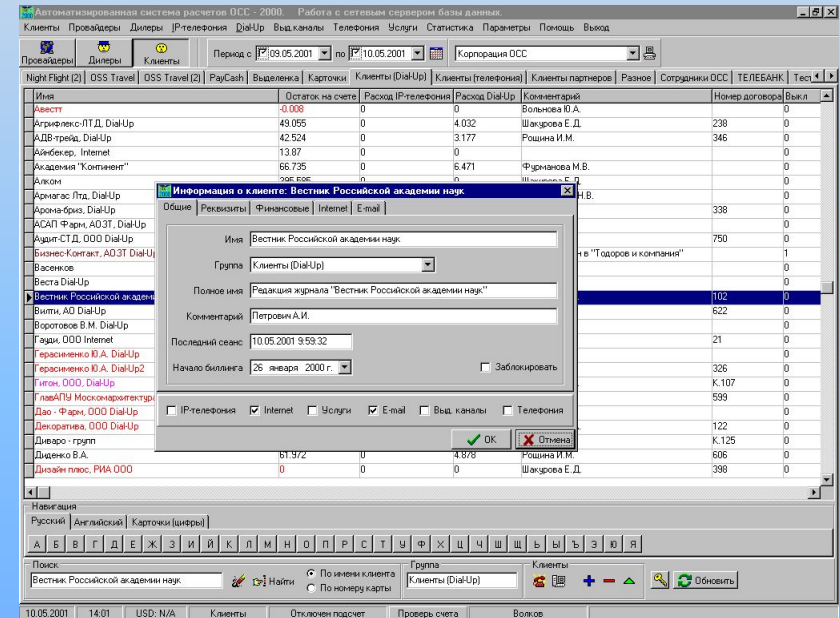 Автоматизированная система расчетов ОСС - 2000. Работа с сетевым сервером базы данных.
Клиенты Провайдеры Дилеры IP-телефония Dial-Up Выд.каналы Телефония Услуги Статистика Параметры Помощь Выход
Провайдеры Дилеры Клиенты Период с 09.05.2001 по 10.05.2001 Корпорация ОСС
Night Flight (2) OSS Travel OSS Travel (2) PayCash Выделенка Карточки Клиенты (Dial-Up) Клиенты (телефония) Клиенты партнеров Разное Сотрудники ОСС ТЕЛЕБАНК Тест
Имя Остаток на счете Расход IP-телефония Расход Dial-Up Комментарий Номер договора Выкл
Авестт -0.008 0 0 Вольнова Ю.А. 0
Агрифлекс-ЛТД, Dial-Up 49.055 0 4.032 Шакурова Е.Д. 238 0
АДВ-трейд, Dial-Up 42.524 0 3.177 Рощина И.М. 346 0
Айнбекер, Internet 13.87 0 0 0
Академия "Континент" 66.735 0 6.471 Фурманова М.В. 0
Алком 0
Армагас Лтд, Dial-Up Н.В. 0
Арома-бриз, Dial-Up 338 0
АСАП Фарм, АОЗТ, Dial-Up 0
Аудит-СТД, ООО Dial-Up 750 0
Бизнес-Контакт, АОЗТ Dial-Up в "Тодоров и компания" 1
Васенков 0
Веста Dial-Up 0
Вестник Российской академи 102 0
Вилти, АО Dial-Up 622 0
Воротовов В.М. Dial-Up 0
Гауди, ООО Internet 21 0
Герасименко Ю.А. Dial-Up 0
Герасименко Ю.А. Dial-Up2 326 0
Гитон, ООО, Dial-Up К.107 0
ГлавАПУ Москомархитектура 599 0
Дао - Фарм, ООО Dial-Up 0
Декоратива, ООО Dial-Up 122 0
Диваро - групп К.125 0
Диденко В.А. 61.972 0 4.878 Рощина И.М. 606 0
Дизайн плюс, РИА ООО 0 0 0 Шакурова Е.Д. 398 0
Информация о клиенте: Вестник Российской академии наук
Общие Реквизиты Финансовые Internet E-mail
Имя Вестник Российской академии наук
Группа Клиенты (Dial-Up)
Полное имя Редакция журнала "Вестник Российской академии наук"
Комментарий Петрович А.И.
Последний сеанс 10.05.2001 9:59:32
Начало биллинга 26 января 2000 г. Заблокировать
IP-телефония Internet Услуги E-mail Выд. каналы Телефония
OK Отмена
Навигация
Русский Английский Карточки (цифры)
А Б В Г Д Е Ж З И Й К Л М Н О П Р С Т У Ф Х Ц Ч Ш Щ Ь Ы Ъ Э Ю Я
Поиск Группа Клиенты
Вестник Российской академии наук Найти По имени клиента Клиенты (Dial-Up) Обновить
По номеру карты
10.05.2001 14:01 USD: N/A Клиенты Отключен подсчет Проверь счета Волков